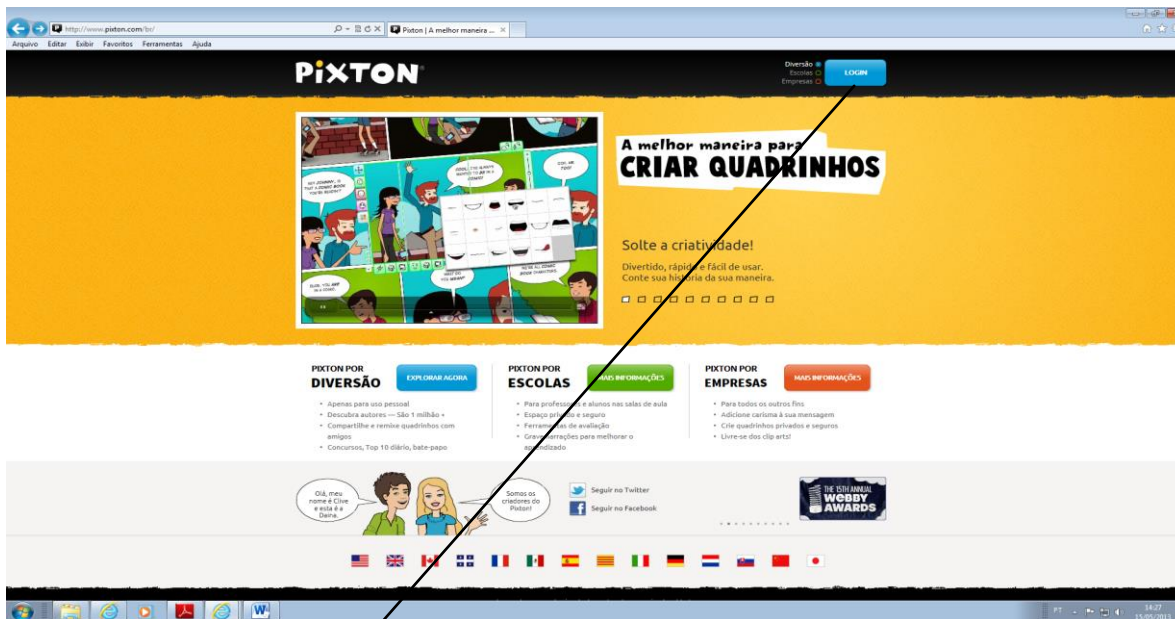 http://www.pixton.com/br/
Pixton | A melhor maneira ...
Arquivo Editar Exibir Favoritos Ferramentas Ajuda
PiXTON
Diversão
Escolas
Empresas
LOGIN
A melhor maneira para
CRIAR QUADRINHOS
Solte a criatividade!
Divertido, rápido e fácil de usar.
Conte sua história da sua maneira.
PIXTON POR
DIVERSÃO
EXPLORAR AGORA
• Apenas para uso pessoal
• Descubra autores — São 1 milhão +
• Compartilhe e remixe quadrinhos com
amigos
• Concursos, Top 10 diário, bate-papo
PIXTON POR
ESCOLAS
MAIS INFORMAÇÕES
• Para professores e alunos nas salas de aula
• Espaço privado e seguro
• Ferramentas de avaliação
• Grave narrações para melhorar o
aprendizado
PIXTON POR
EMPRESAS
MAIS INFORMAÇÕES
• Para todos os outros fins
• Adicione carisma à sua mensagem
• Crie quadrinhos privados e seguros
• Livre-se dos clip arts!
Olá, meu
nome é Clive
e esta é a
Daina.
Somos os
criadores do
Pixton!
Seguir no Twitter
Seguir no Facebook
THE 15TH ANNUAL
WEBBY
AWARDS
PT
14:27
15/05/2013